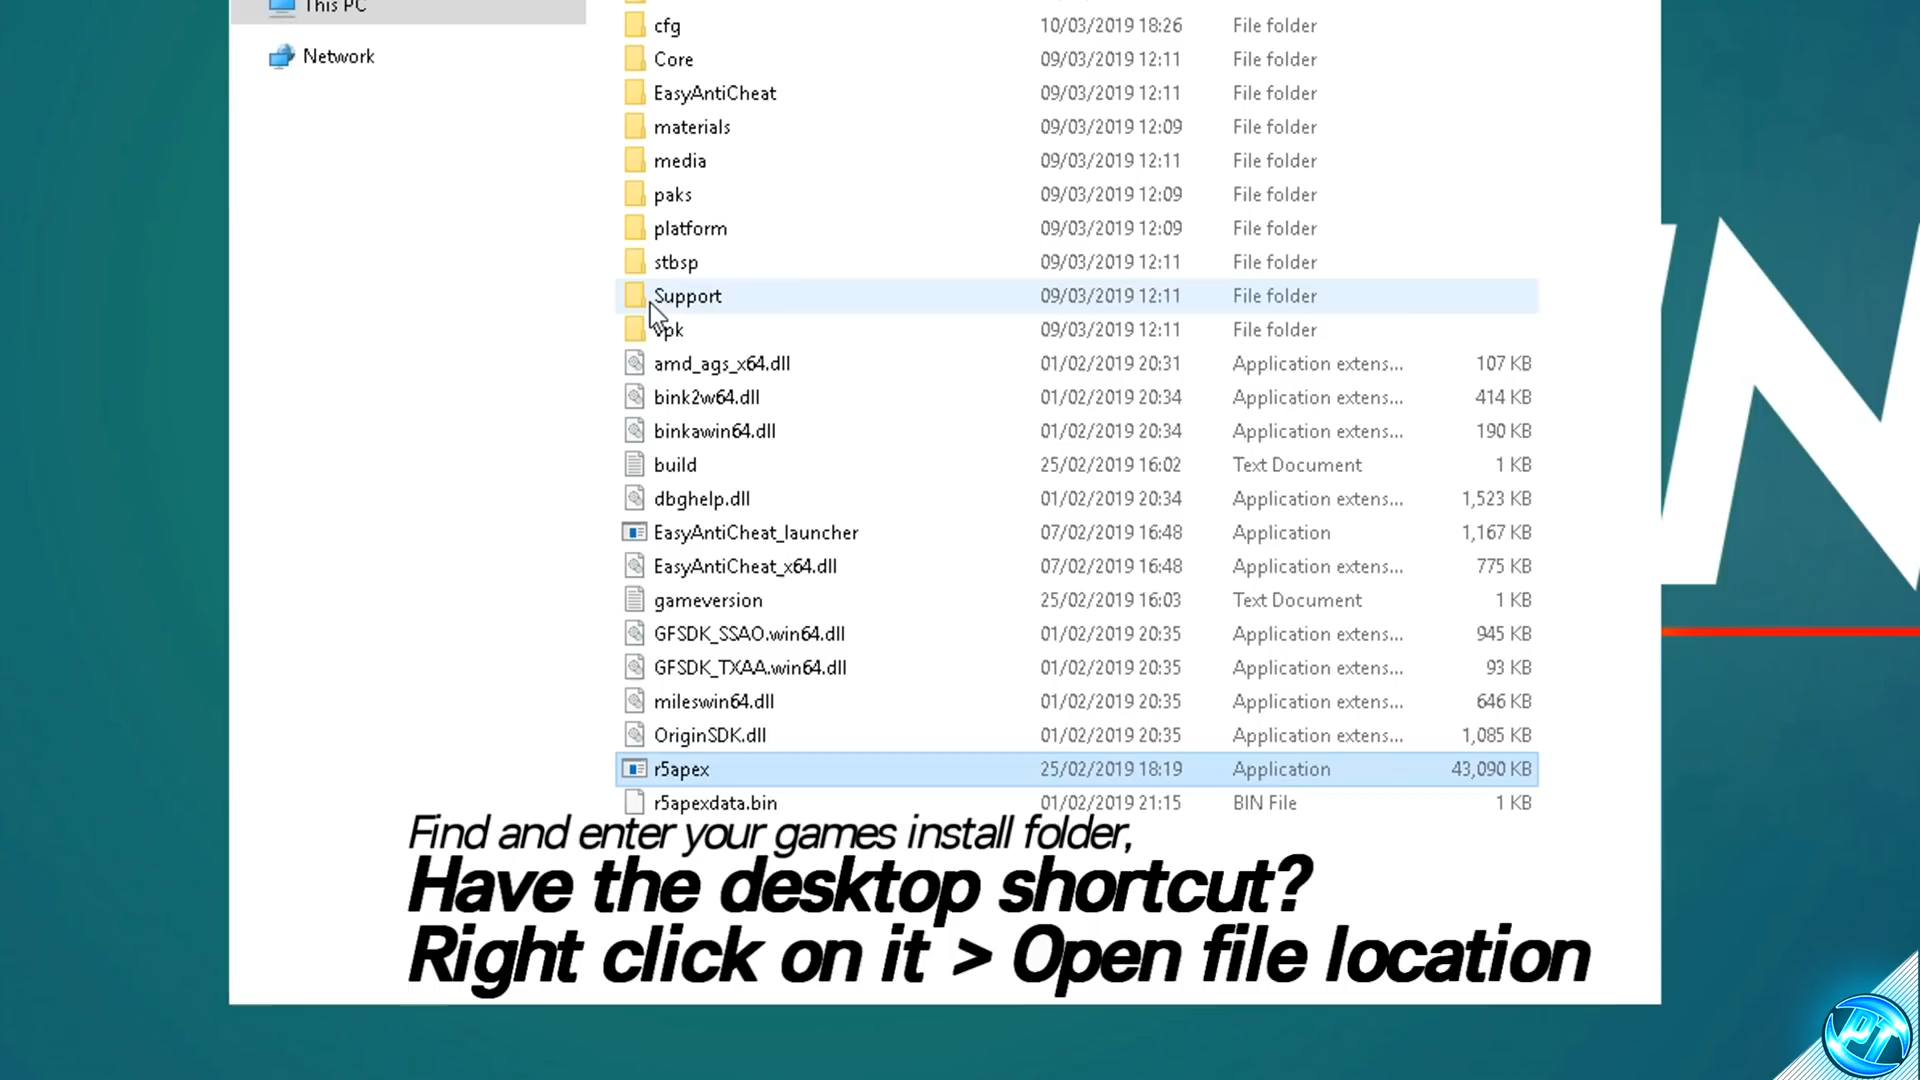 This PC
Network
cfg 10/03/2019 18:26 File folder
Core 09/03/2019 12:11 File folder
EasyAntiCheat 09/03/2019 12:11 File folder
materials 09/03/2019 12:09 File folder
media 09/03/2019 12:11 File folder
paks 09/03/2019 12:09 File folder
platform 09/03/2019 12:09 File folder
stbsp 09/03/2019 12:11 File folder
Support 09/03/2019 12:11 File folder
vpk 09/03/2019 12:11 File folder
amd_ags_x64.dll 01/02/2019 20:31 Application extens... 107 KB
bink2w64.dll 01/02/2019 20:34 Application extens... 414 KB
binkawin64.dll 01/02/2019 20:34 Application extens... 190 KB
build 25/02/2019 16:02 Text Document 1 KB
dbghelp.dll 01/02/2019 20:34 Application extens... 1,523 KB
EasyAntiCheat_launcher 07/02/2019 16:48 Application 1,167 KB
EasyAntiCheat_x64.dll 07/02/2019 16:48 Application extens... 775 KB
gameversion 25/02/2019 16:03 Text Document 1 KB
GFSDK_SSAO.win64.dll 01/02/2019 20:35 Application extens... 945 KB
GFSDK_TXAA.win64.dll 01/02/2019 20:35 Application extens... 93 KB
mileswin64.dll 01/02/2019 20:35 Application extens... 646 KB
OriginSDK.dll 01/02/2019 20:35 Application extens... 1,085 KB
r5apex 25/02/2019 18:19 Application 43,090 KB
r5apexdata.bin 01/02/2019 21:15 BIN File 1 KB
Find and enter your games install folder,
Have the desktop shortcut?
Right click on it > Open file location
PT